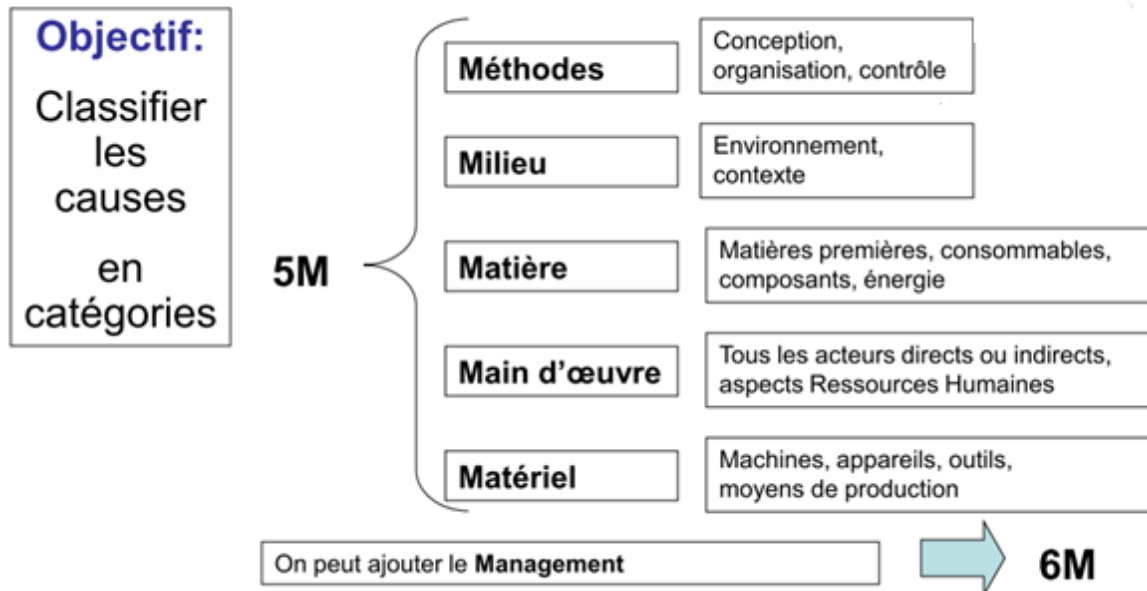 Objectif:
Classifier
les
causes
en
catégories
5M
Méthodes
Conception,
organisation, contrôle
Milieu
Environnement,
contexte
Matière
Matières premières, consommables,
composants, énergie
Main d’œuvre
Tous les acteurs directs ou indirects,
aspects Ressources Humaines
Matériel
Machines, appareils, outils,
moyens de production
On peut ajouter le Management
6M